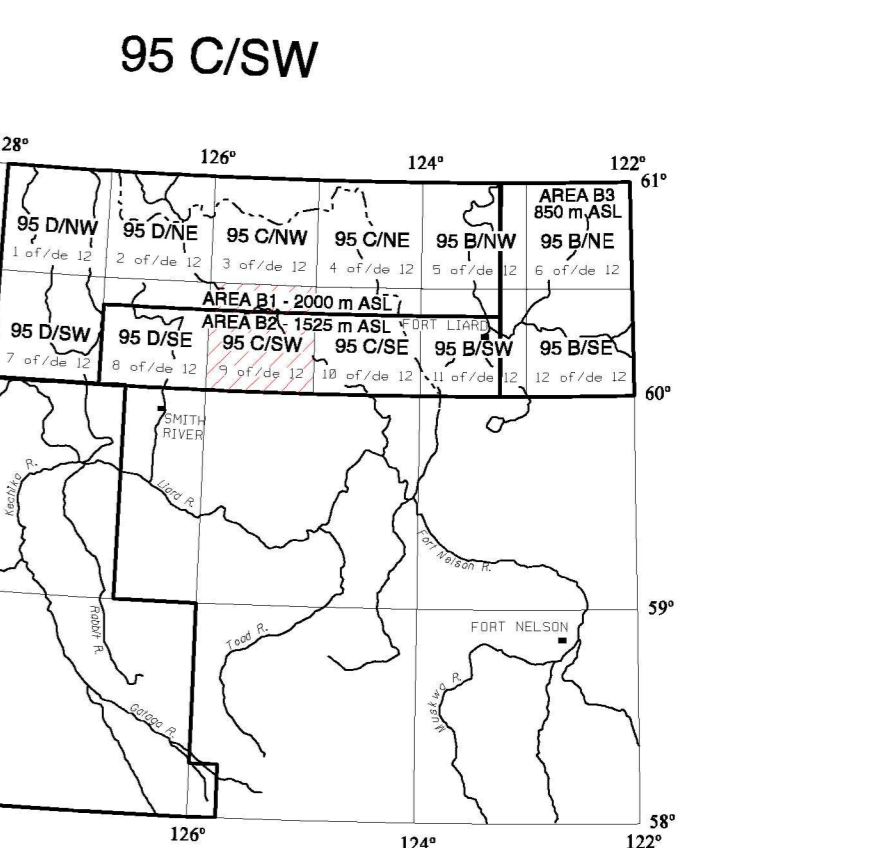 95 C/SW
28° 126° 124° 122°
61°
AREA B3
850 m ASL
95 D/NW 95 D/NE 95 C/NW 95 C/NE 95 B/NW 95 B/NE
1 of/de 12 2 of/de 12 3 of/de 12 4 of/de 12 5 of/de 12 6 of/de 12
AREA B1 - 2000 m ASL
AREA B2 - 1525 m ASL FORT LIARD
95 D/SW 95 D/SE 95 C/SW 95 C/SE 95 B/SW 95 B/SE
7 of/de 12 8 of/de 12 9 of/de 12 10 of/de 12 11 of/de 12 12 of/de 12
60°
SMITH
RIVER
Kechika R.
Liard R.
Fort Nelson R.
59°
Rabbit R.
Toad R.
FORT NELSON
Muskwa R.
Gataga R.
58°
126° 124° 122°